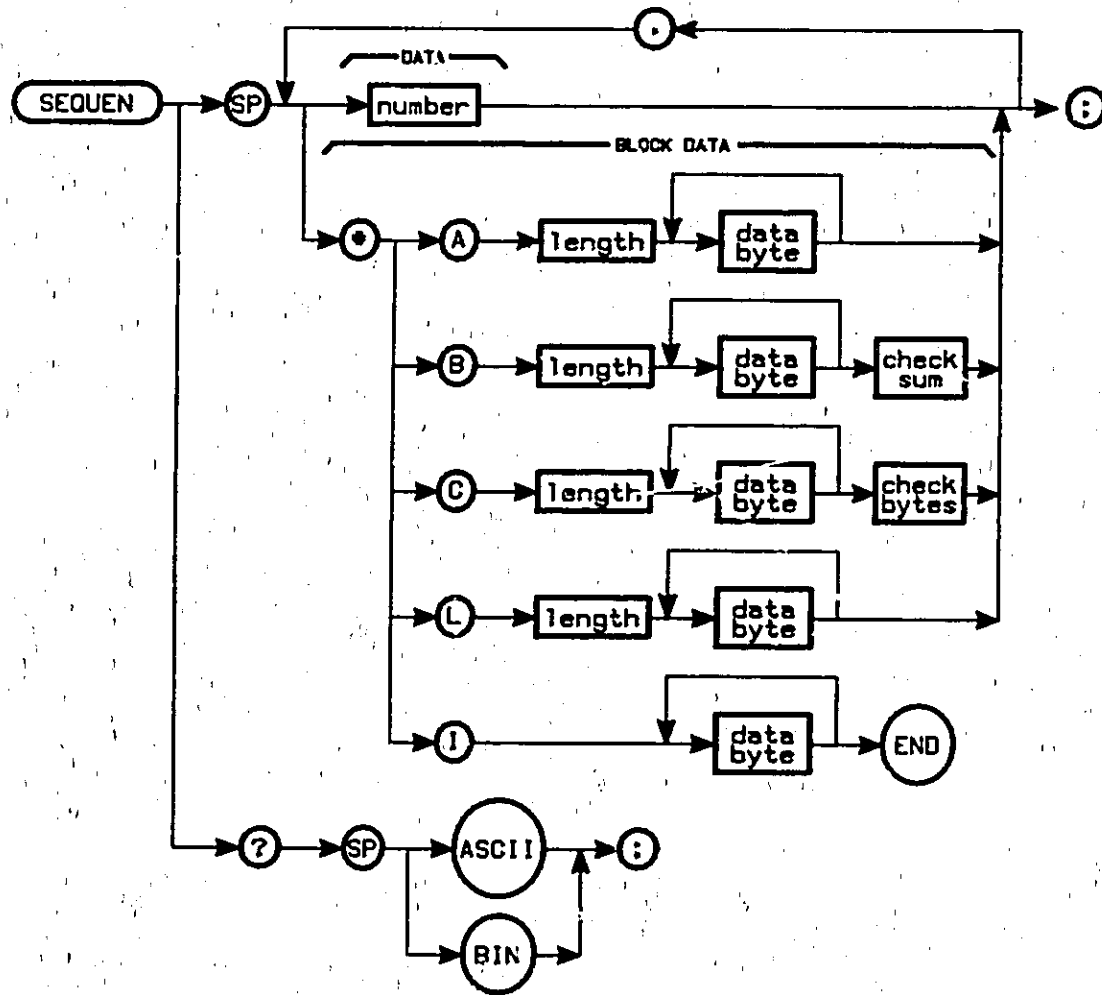 ,
DATA
SEQUEN SP number ;
BLOCK DATA
* A length data byte
B length data byte check sum
C length data byte check bytes
L length data byte
I data byte END
? SP ASCII ;
BIN